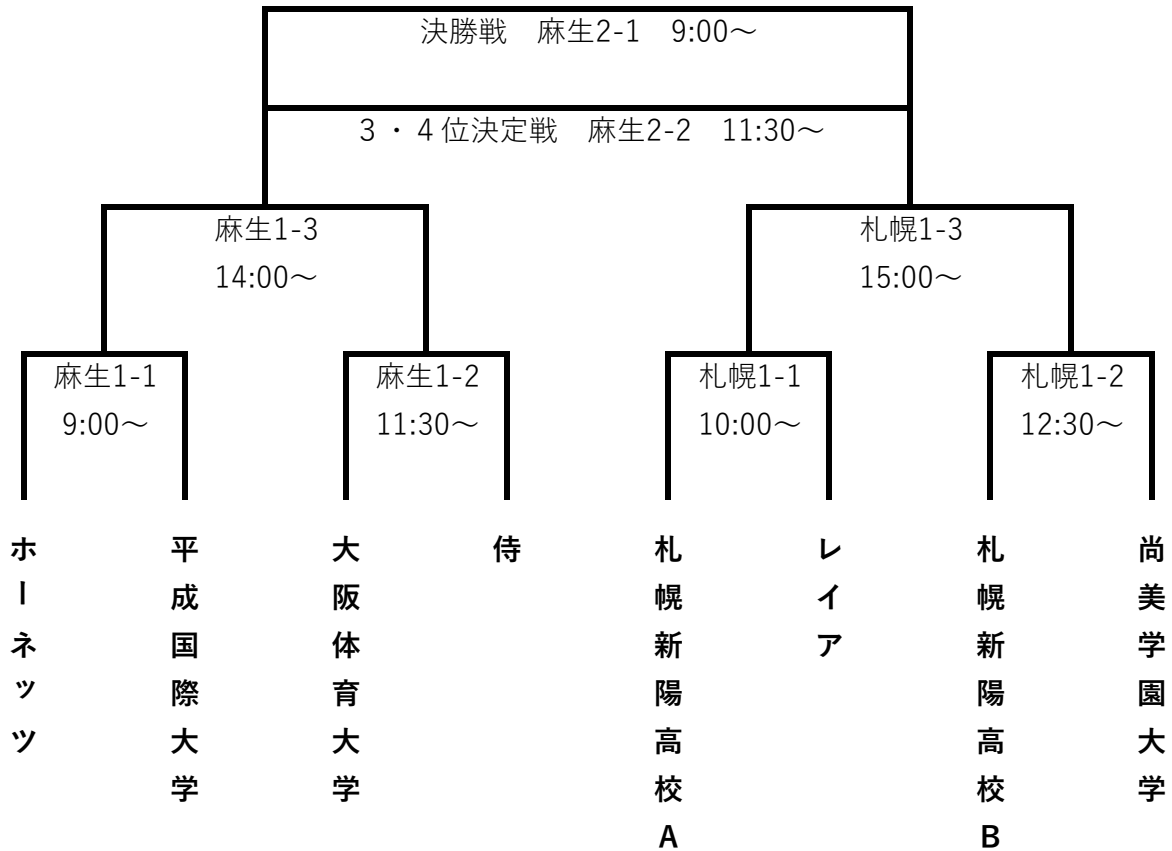 決勝戦　麻生2-1　9:00～
３・４位決定戦　麻生2-2　11:30～
麻生1-3
14:00～
札幌1-3
15:00～
麻生1-1
9:00～
麻生1-2
11:30～
札幌1-1
10:00～
札幌1-2
12:30～
ホーネッツ
平成国際大学
大阪体育大学
侍
札幌新陽高校A
レイア
札幌新陽高校B
尚美学園大学